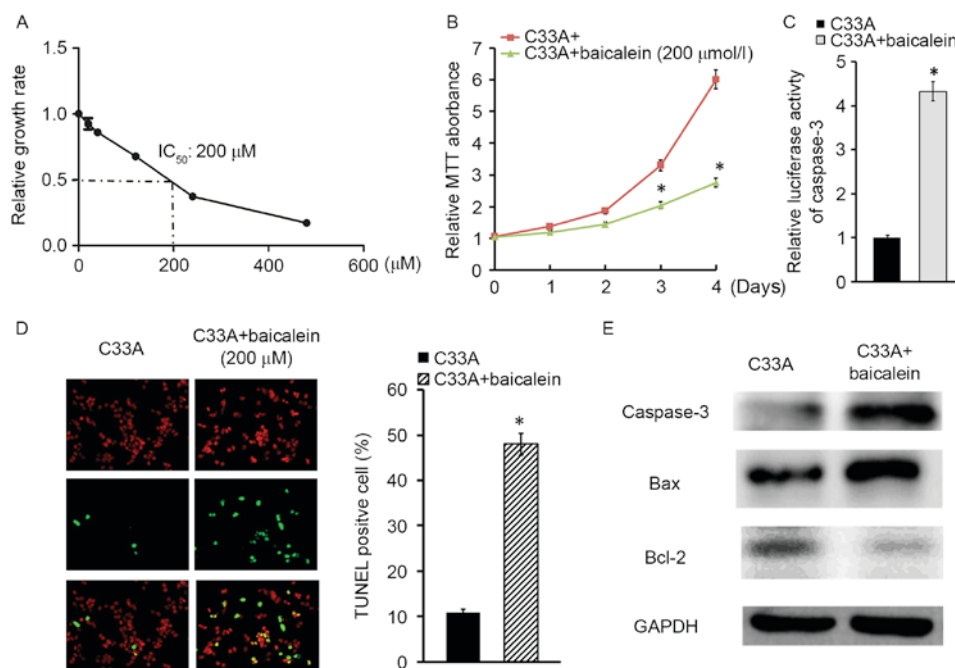 A
Relative growth rate
1.5
1.0
0.5
0.0
IC50: 200 μM
0
200
400
600 (μM)
B
C33A+
C33A+baicalein (200 μmol/l)
Relative MTT aborbance
7
6
5
4
3
2
1
0
*
*
0 1 2 3 4 (Days)
C
C33A
C33A+baicalein
Relative luciferase activty
of caspase-3
5
4
3
2
1
0
*
D
C33A
C33A+baicalein
(200 μM)
C33A
C33A+baicalein
TUNEL positve cell (%)
60
50
40
30
20
10
0
*
E
C33A
C33A+
baicalein
Caspase-3
Bax
Bcl-2
GAPDH